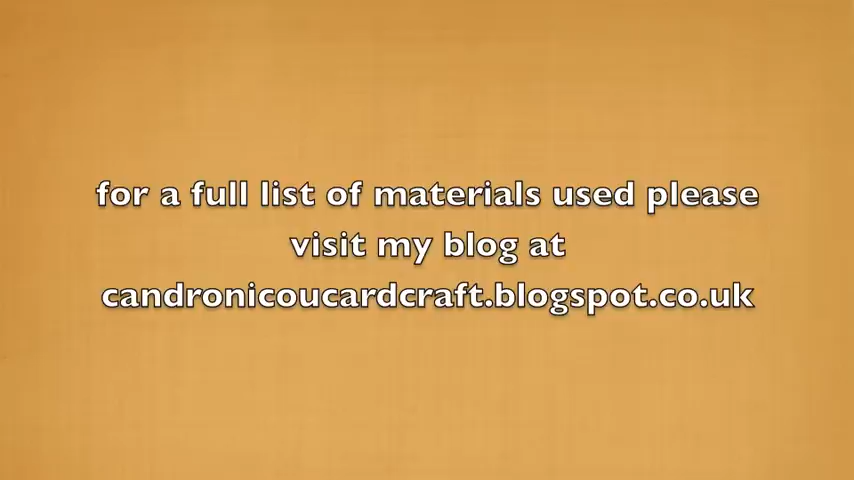 for a full list of materials used please
visit my blog at
candronicoucardcraft.blogspot.co.uk